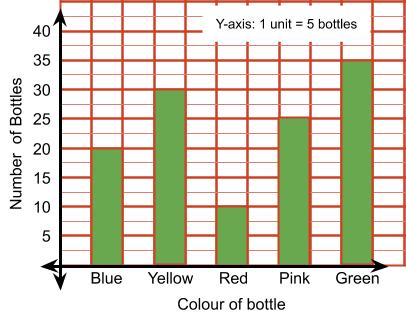 Y-axis: 1 unit = 5 bottles
Number of Bottles
40
35
30
25
20
15
10
5
Blue Yellow Red Pink Green
Colour of bottle